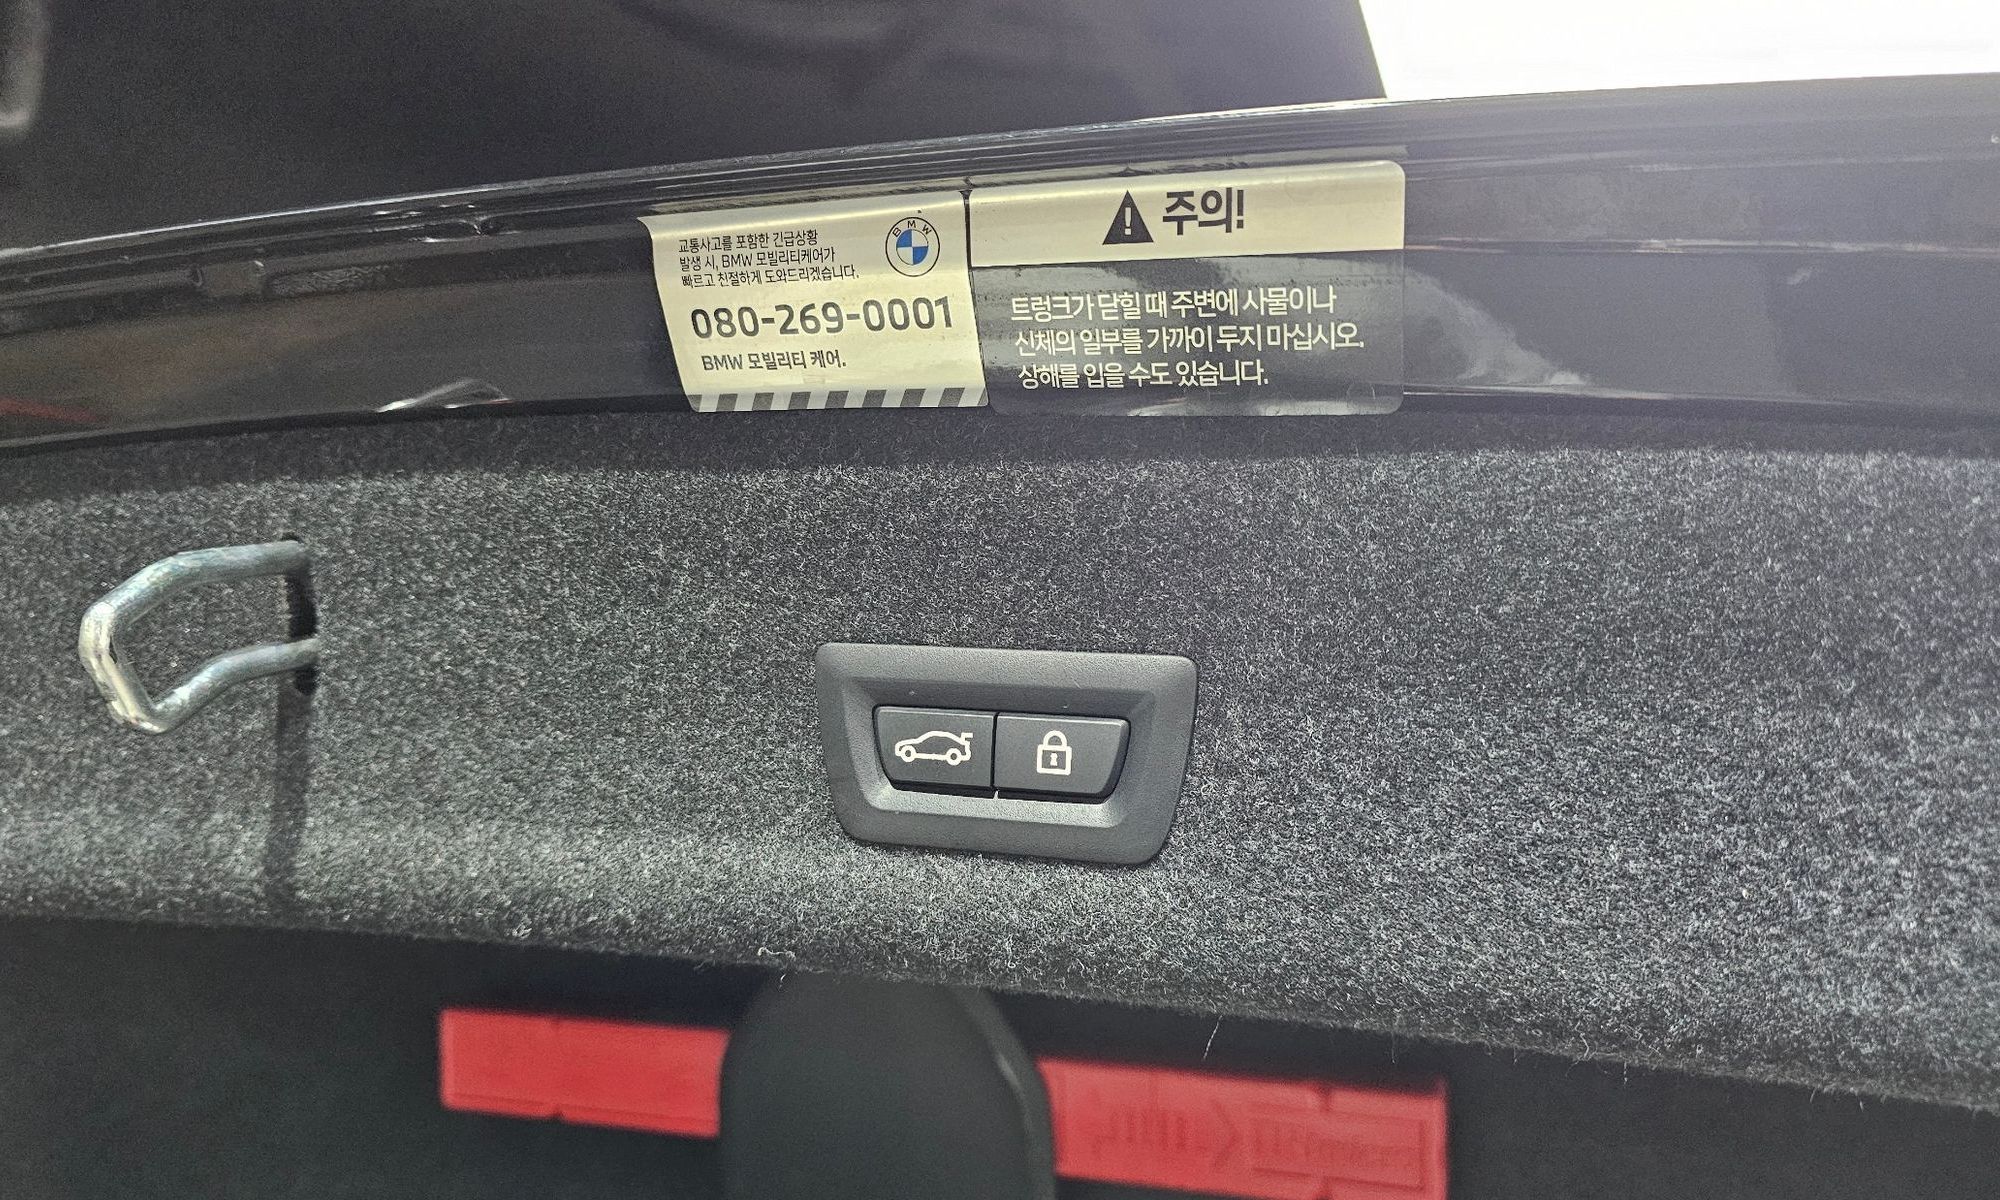 교통사고를 포함한 긴급상황
발생 시, BMW 모빌리티케어가
빠르고 친절하게 도와드리겠습니다.
BMW
080-269-0001
BMW 모빌리티 케어.
주의!
트렁크가 닫힐 때 주변에 사물이나
신체의 일부를 가까이 두지 마십시오.
상해를 입을 수도 있습니다.